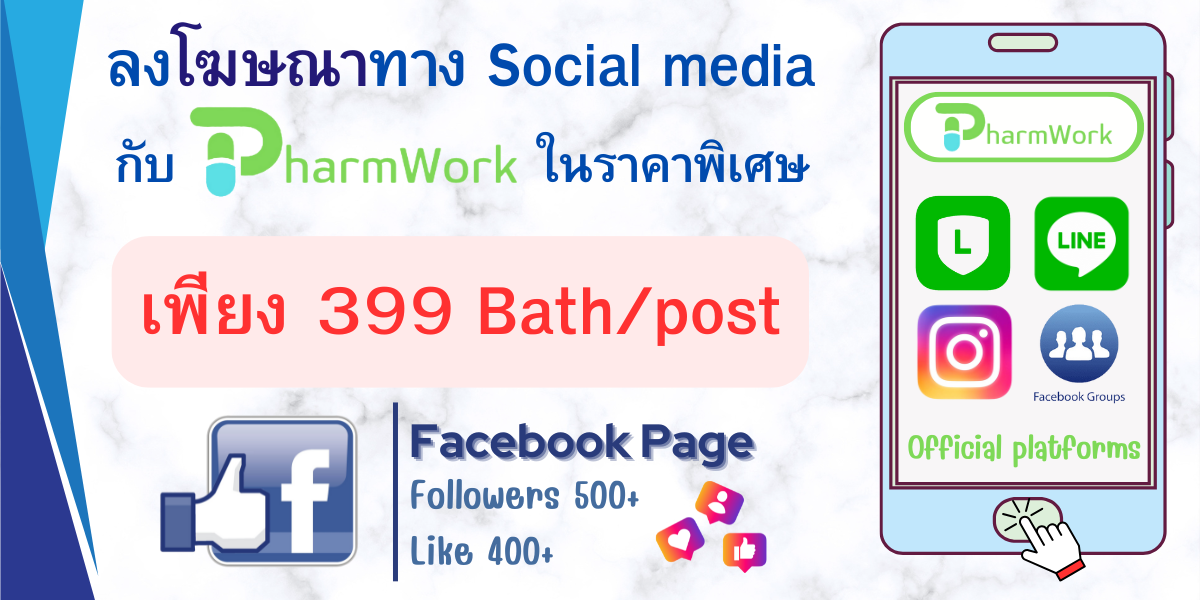 ลงโฆษณาทาง Social media
กับ PharmWork ในราคาพิเศษ
เพียง 399 Bath/post
f
Facebook Page
Followers 500+
Like 400+
PharmWork
L
LINE
Facebook Groups
Official platforms